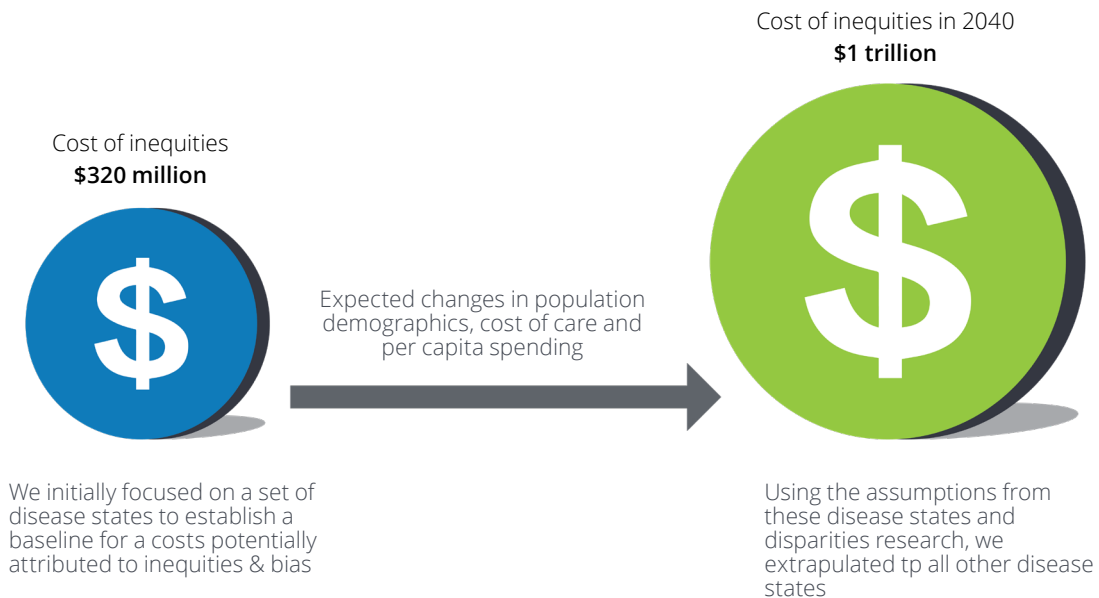 Cost of inequities in 2040
$1 trillion
Cost of inequities
$320 million
$
$
Expected changes in population
demographics, cost of care and
per capita spending
We initially focused on a set of
disease states to establish a
baseline for a costs potentially
attributed to inequities & bias
Using the assumptions from
these disease states and
disparities research, we
extrapulated tp all other disease
states